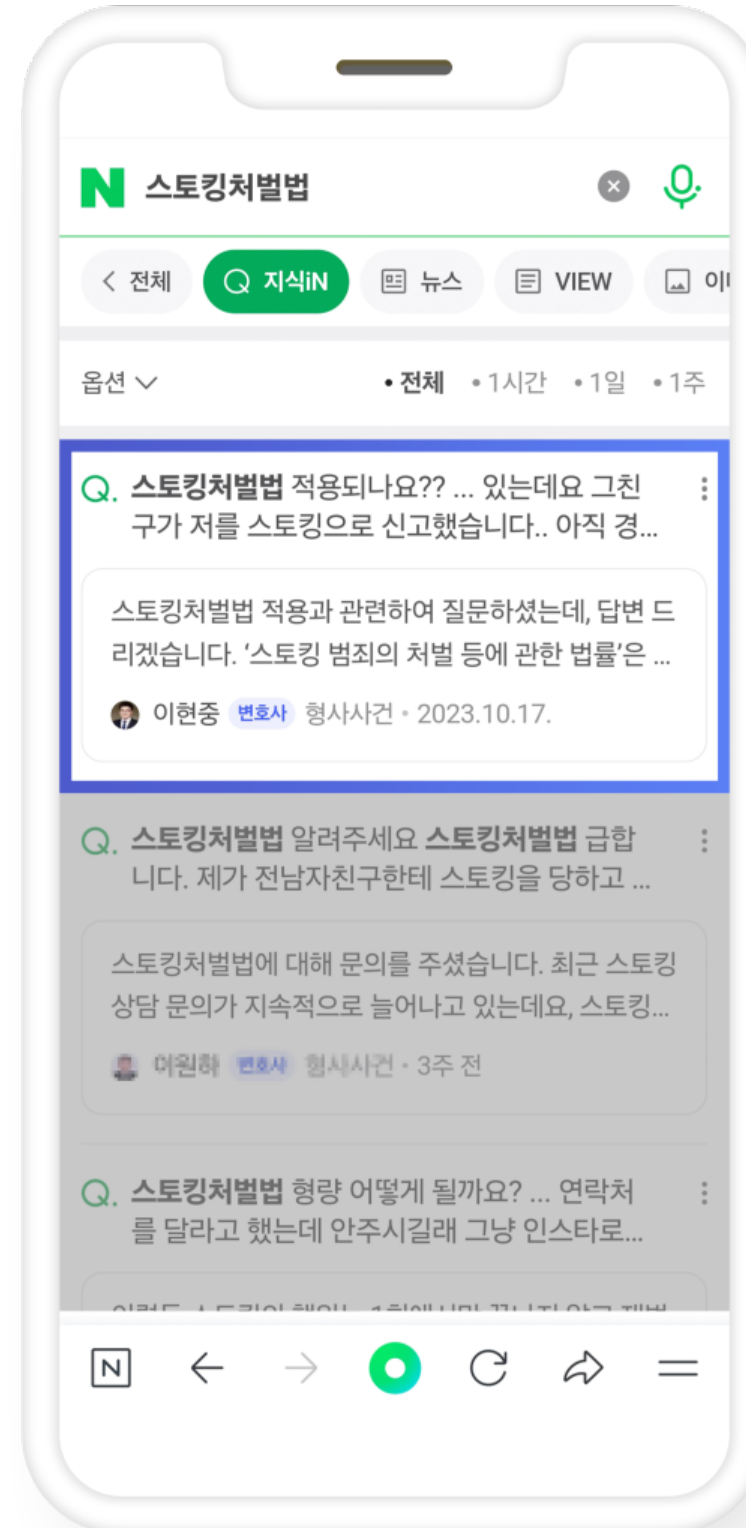 N 스토킹처벌법
전체 지식iN 뉴스 VIEW
옵션 • 전체 • 1시간 • 1일 • 1주
Q. 스토킹처벌법 적용되나요?? ... 있는데요 그친
구가 저를 스토킹으로 신고했습니다.. 아직 경...
스토킹처벌법 적용과 관련하여 질문하셨는데, 답변 드
리겠습니다. ‘스토킹 범죄의 처벌 등에 관한 법률’은 ...
이현중 변호사 형사사건 • 2023.10.17.
Q. 스토킹처벌법 알려주세요 스토킹처벌법 급합
니다. 제가 전남자친구한테 스토킹을 당하고 ...
스토킹처벌법에 대해 문의를 주셨습니다. 최근 스토킹
상담 문의가 지속적으로 늘어나고 있는데요, 스토킹...
변호사 형사사건 • 3주 전
Q. 스토킹처벌법 형량 어떻게 될까요? ... 연락처
를 달라고 했는데 안주시길래 그냥 인스타로...
N